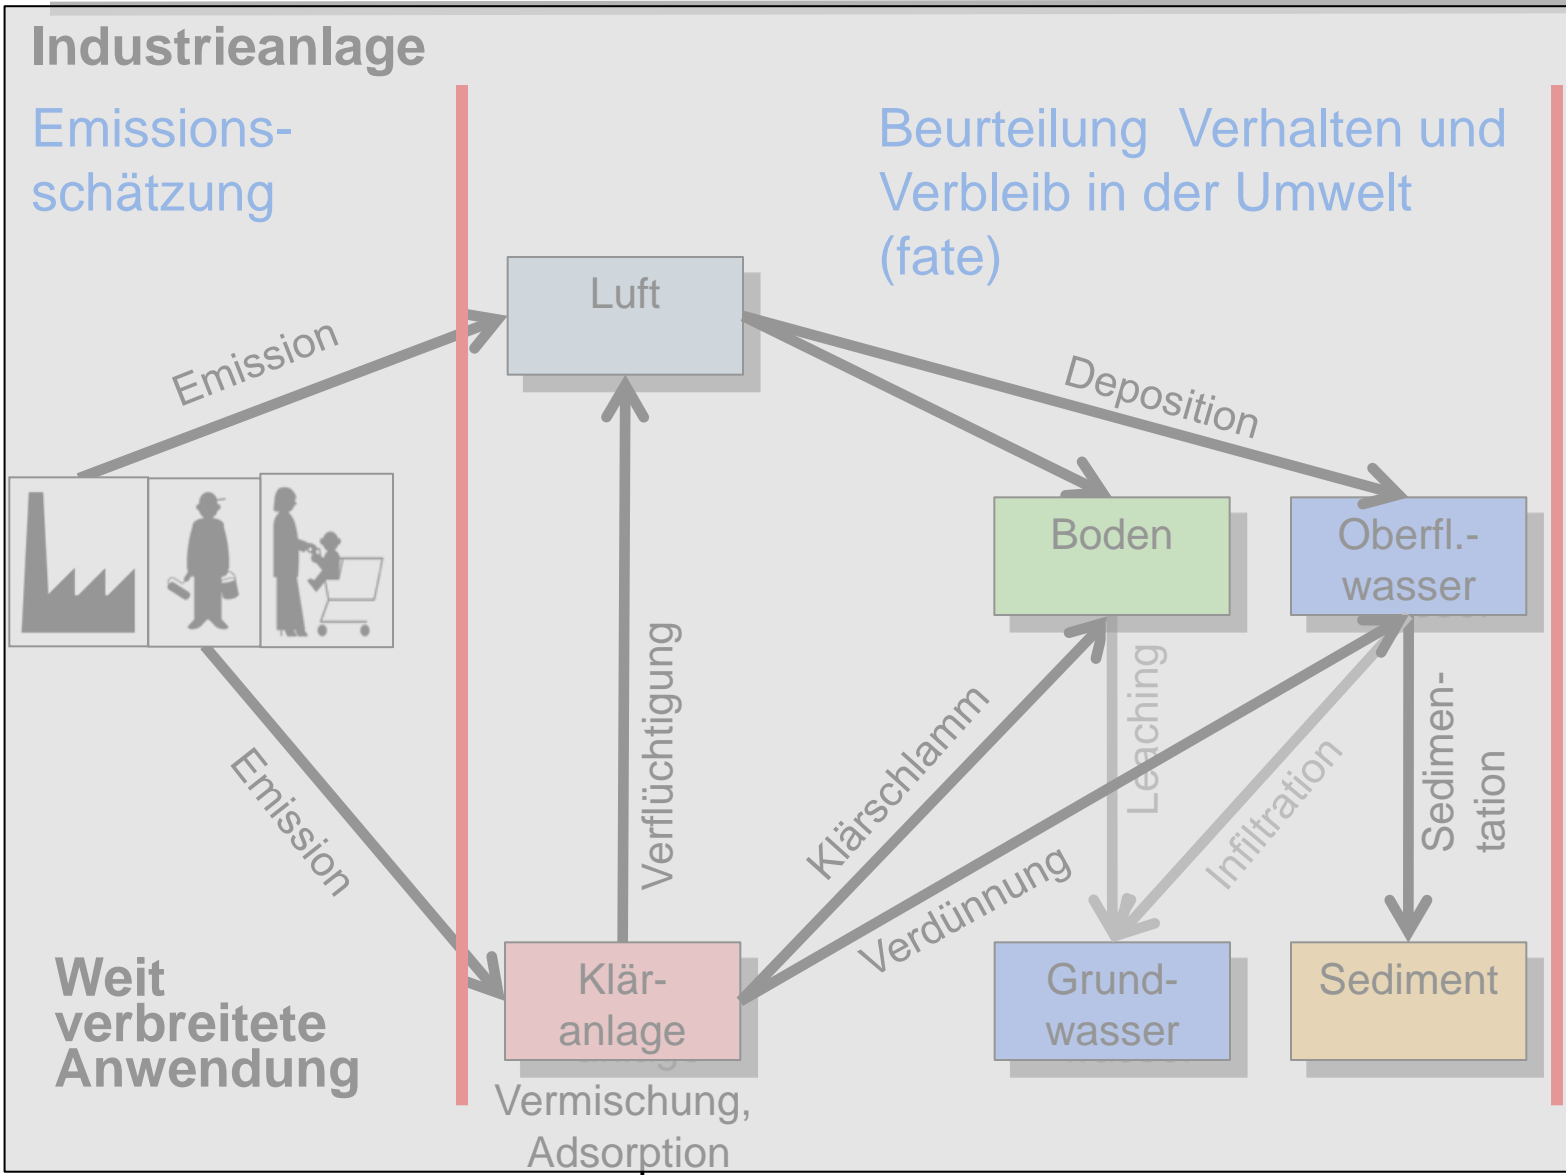 Industrieanlage
Emissions-
schätzung
Beurteilung Verhalten und
Verbleib in der Umwelt
(fate)
Luft
Emission
Deposition
Boden
Oberfl.-
wasser
Verflüchtigung
Klärschlamm
Leaching
Infiltration
Sedimen-
tation
Emission
Verdünnung
Weit
verbreitete
Anwendung
Klär-
anlage
Grund-
wasser
Sediment
Vermischung,
Adsorption